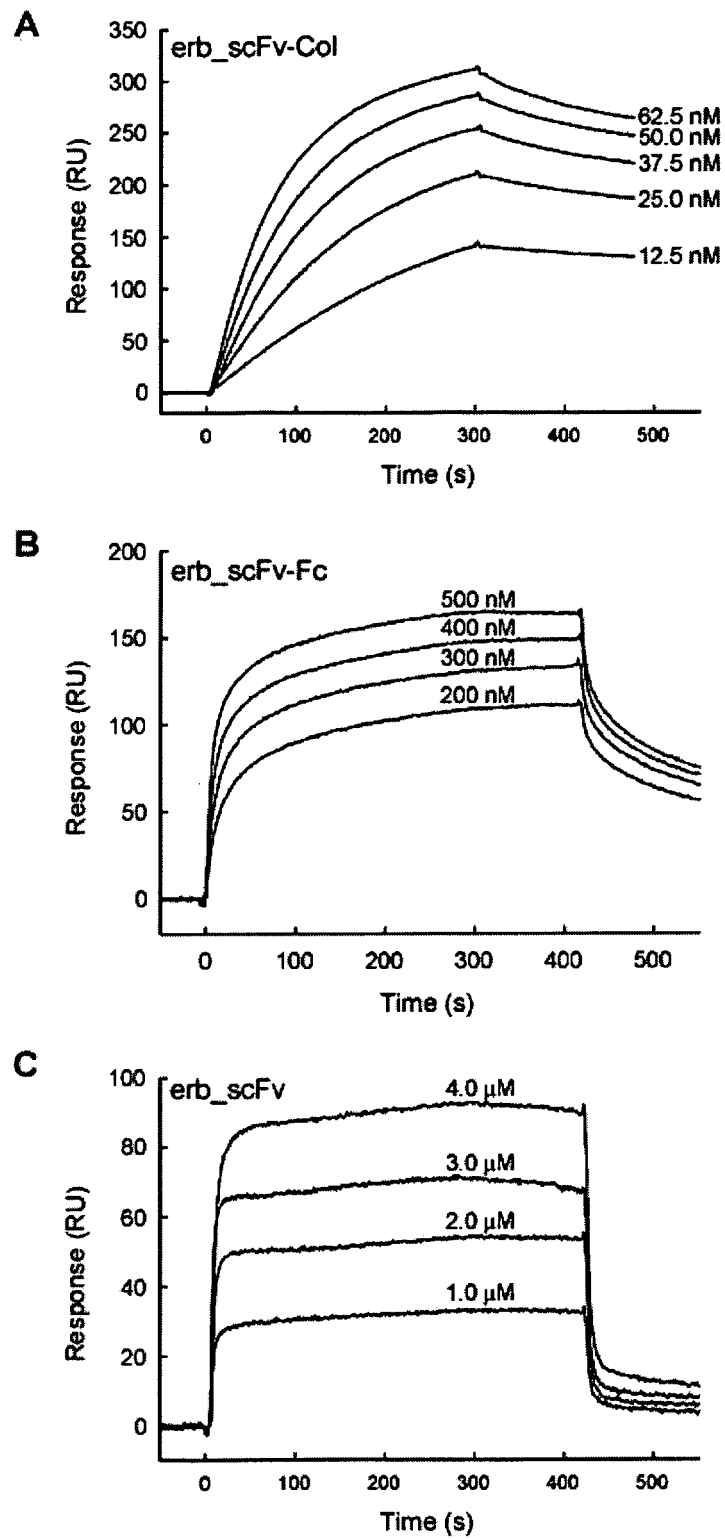 A
erb_scFv-Col
350
300
250
200
150
100
50
0
Response (RU)
62.5 nM
50.0 nM
37.5 nM
25.0 nM
12.5 nM
0 100 200 300 400 500
Time (s)
B
erb_scFv-Fc
200
150
100
50
0
Response (RU)
500 nM
400 nM
300 nM
200 nM
0 100 200 300 400 500
Time (s)
C
erb_scFv
100
80
60
40
20
0
Response (RU)
4.0 µM
3.0 µM
2.0 µM
1.0 µM
0 100 200 300 400 500
Time (s)